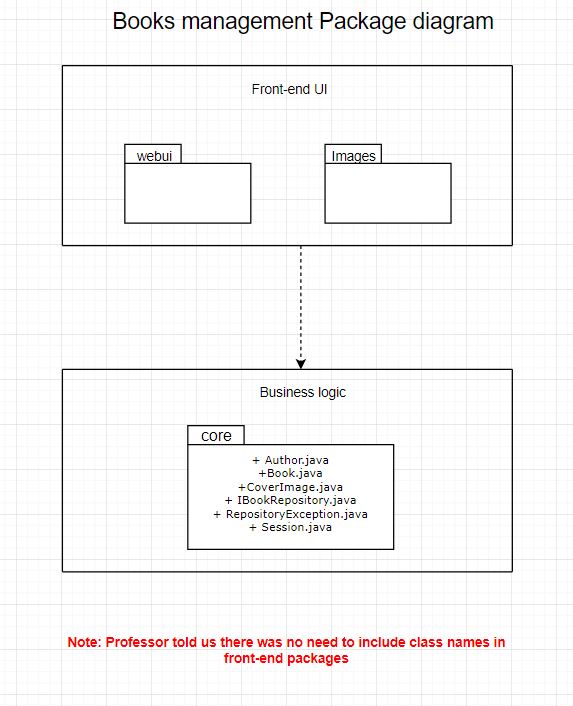 Books management Package diagram
Front-end UI
webui
Images
Business logic
core
+ Author.java
+Book.java
+CoverImage.java
+ IBookRepository.java
+ RepositoryException.java
+ Session.java
Note: Professor told us there was no need to include class names in
front-end packages